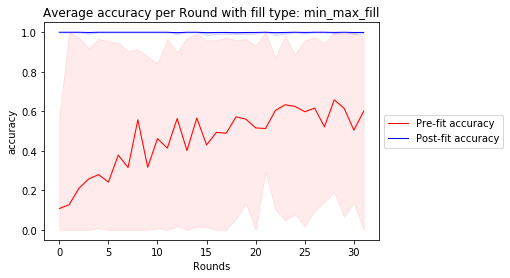 Average accuracy per Round with fill type: min_max_fill
1.0
0.8
0.6
0.4
0.2
0.0
accuracy
0 5 10 15 20 25 30
Rounds
Pre-fit accuracy
Post-fit accuracy